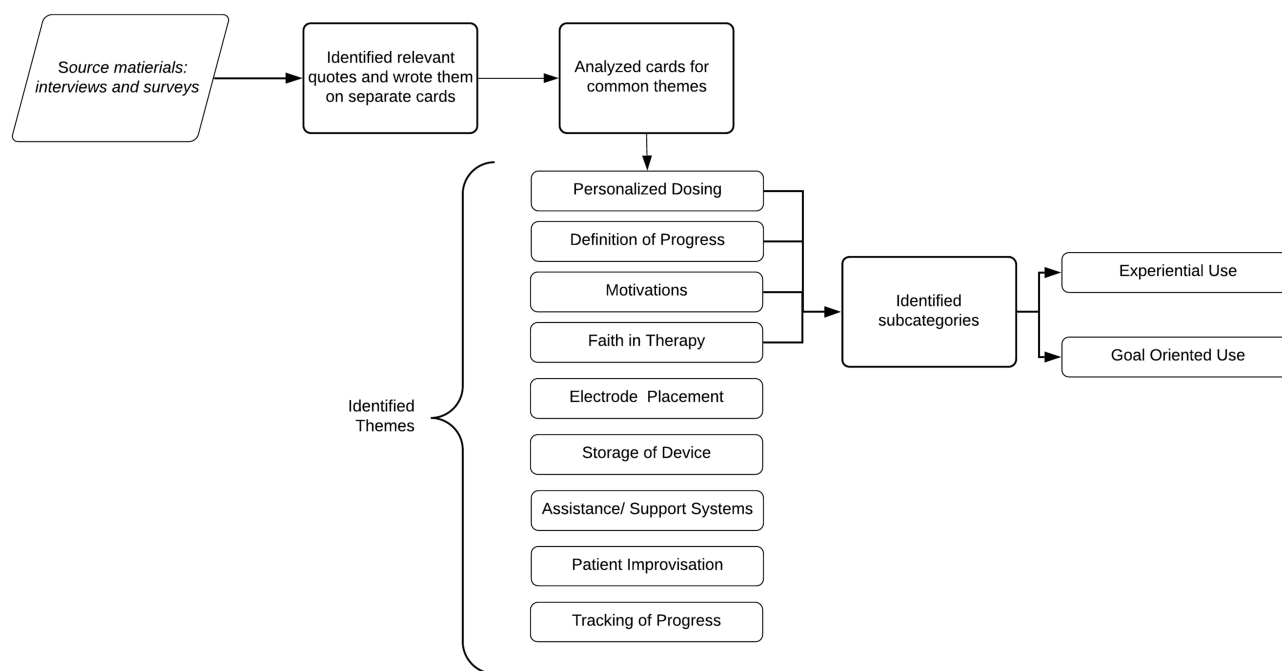 Source matierials:
interviews and surveys
Identified relevant
quotes and wrote them
on separate cards
Analyzed cards for
common themes
Identified
Themes
Personalized Dosing
Definition of Progress
Motivations
Faith in Therapy
Electrode Placement
Storage of Device
Assistance/ Support Systems
Patient Improvisation
Tracking of Progress
Identified
subcategories
Experiential Use
Goal Oriented Use